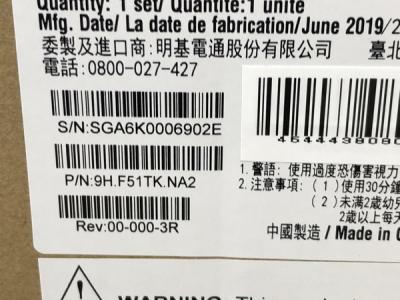 Quantity: 1 set/ Quantité:1 unité
Mfg. Date/ La date de fabrication/June 2019/2
委製及進口商:明基電通股份有限公司 臺北
電話:0800-027-427
S/N:SGA6K0006902E
P/N:9H.F51TK.NA2
Rev:00-000-3R
4544438090
1.警語:使用過度恐傷害視力
2.注意事項:(1)使用30分鐘
(2)未滿2歲幼兒
2歲以上每天
中國製造 / Made in C
WARNING